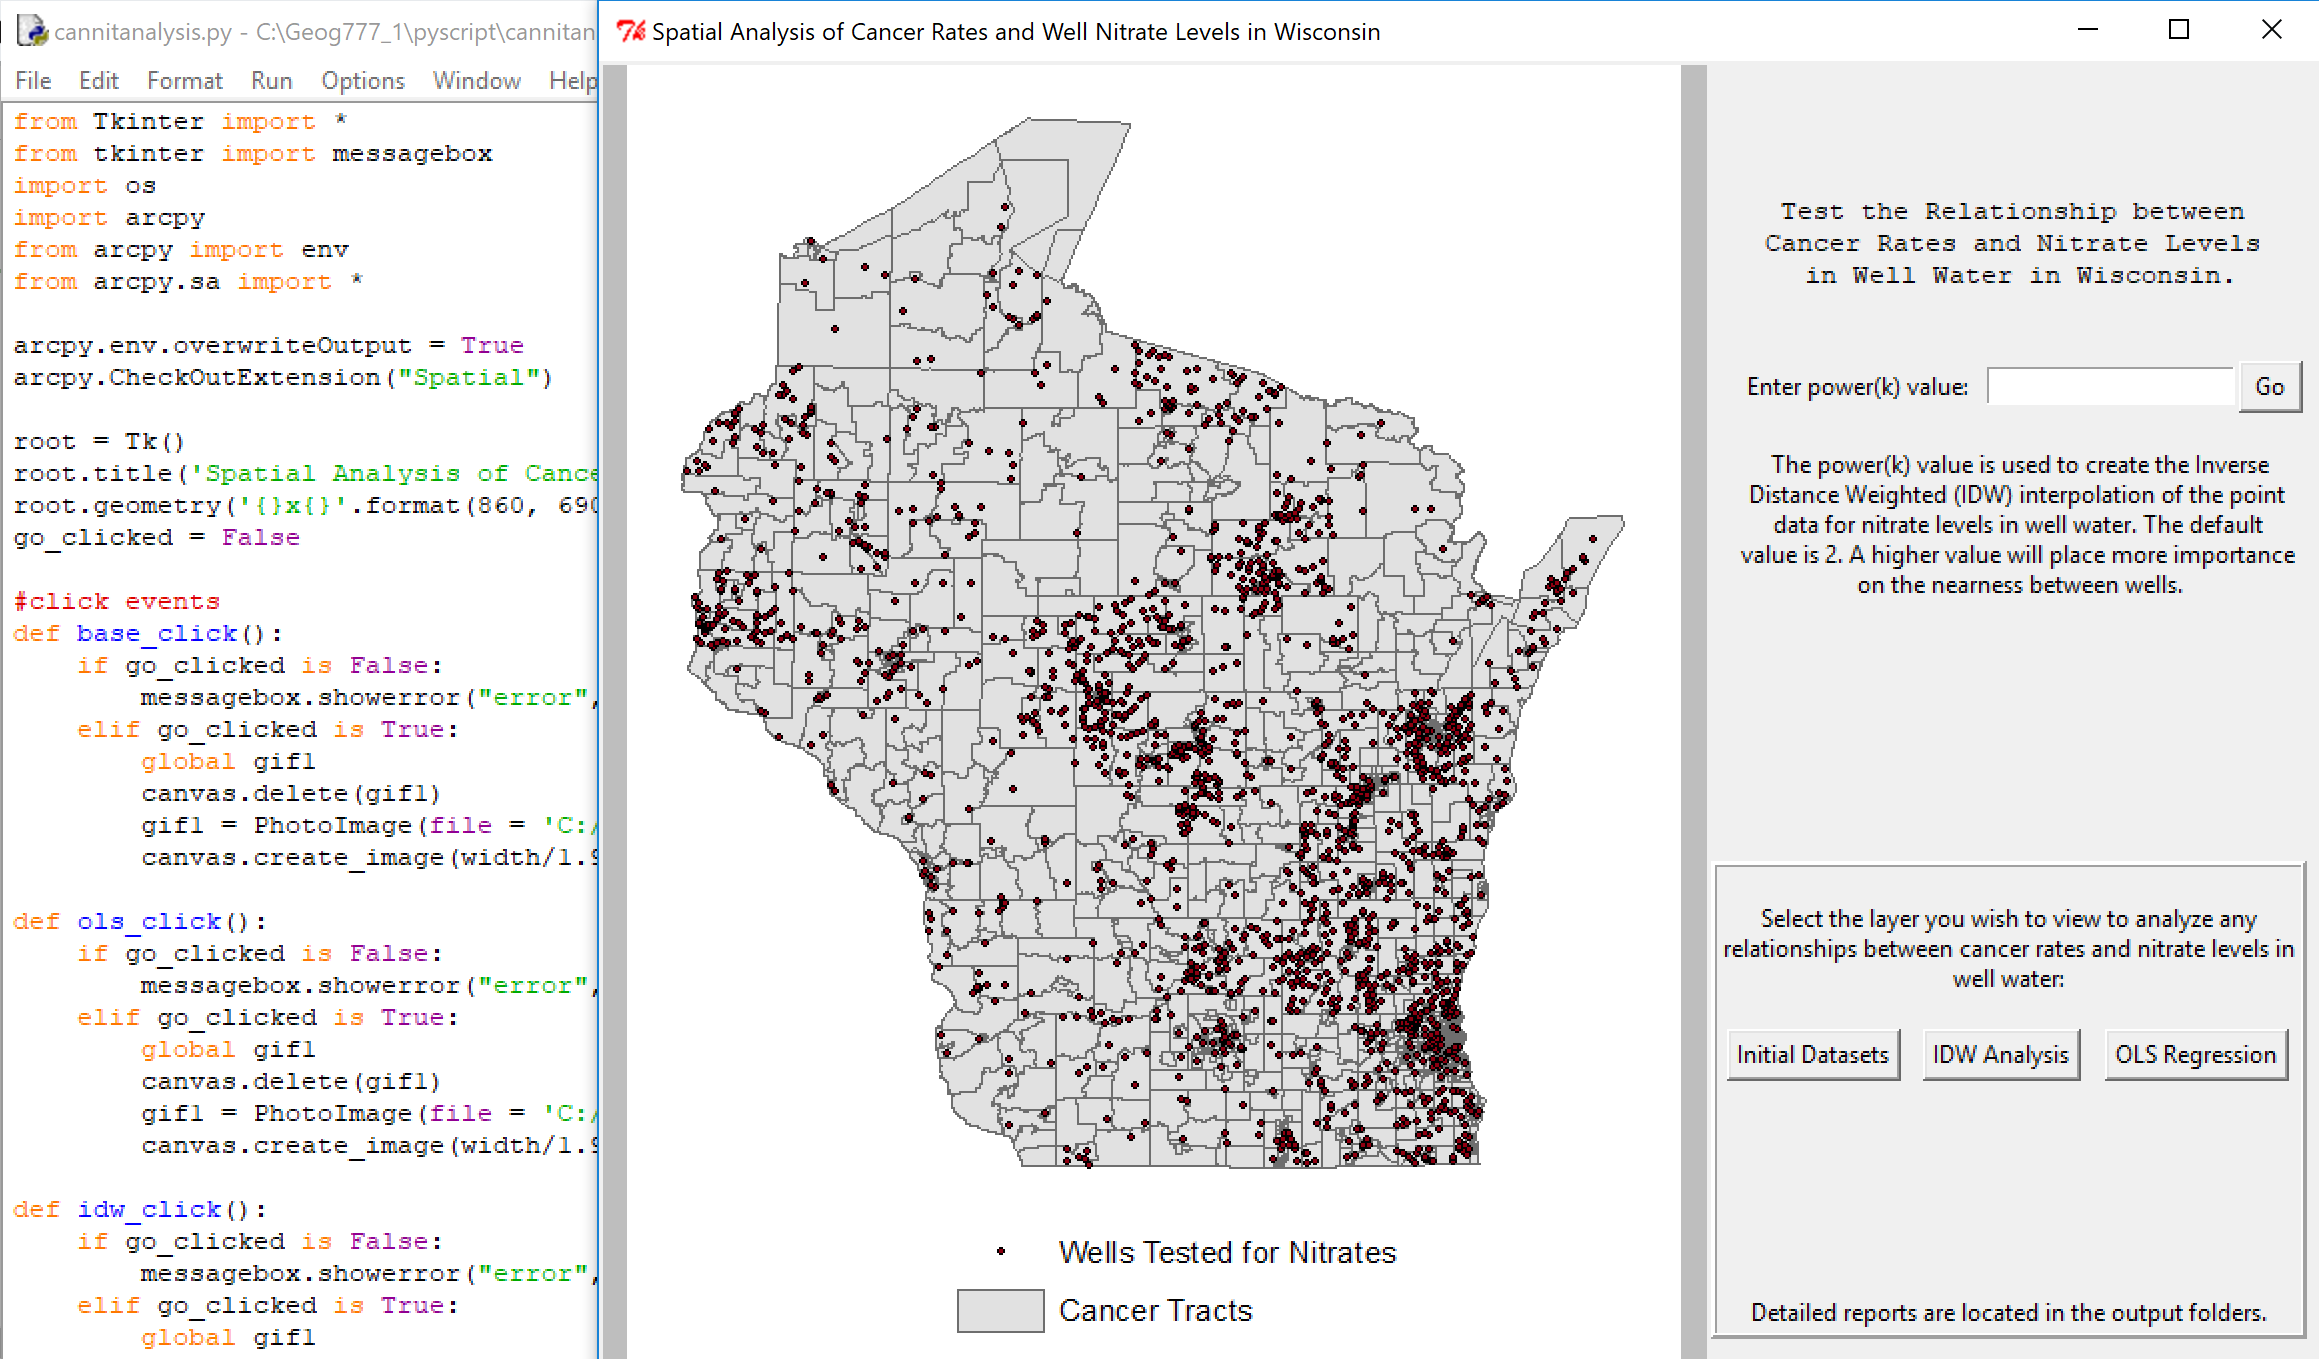 cannitanalysis.py - C:\Geog777_1\pyscript\cannitan
File Edit Format Run Options Window Help
from Tkinter import *
from tkinter import messagebox
import os
import arcpy
from arcpy import env
from arcpy.sa import *
arcpy.env.overwriteOutput = True
arcpy.CheckOutExtension("Spatial")
root = Tk()
root.title('Spatial Analysis of Cance
root.geometry('{}x{}'.format(860, 690
go_clicked = False
#click events
def base_click():
if go_clicked is False:
messagebox.showerror("error",
elif go_clicked is True:
global gif1
canvas.delete(gif1)
gif1 = PhotoImage(file = 'C:/
canvas.create_image(width/1.9
def ols_click():
if go_clicked is False:
messagebox.showerror("error",
elif go_clicked is True:
global gif1
canvas.delete(gif1)
gif1 = PhotoImage(file = 'C:/
canvas.create_image(width/1.9
def idw_click():
if go_clicked is False:
messagebox.showerror("error",
elif go_clicked is True:
global gif1
Spatial Analysis of Cancer Rates and Well Nitrate Levels in Wisconsin
Wells Tested for Nitrates
Cancer Tracts
Test the Relationship between
Cancer Rates and Nitrate Levels
in Well Water in Wisconsin.
Enter power(k) value: Go
The power(k) value is used to create the Inverse
Distance Weighted (IDW) interpolation of the point
data for nitrate levels in well water. The default
value is 2. A higher value will place more importance
on the nearness between wells.
Select the layer you wish to view to analyze any
relationships between cancer rates and nitrate levels in
well water:
Initial Datasets IDW Analysis OLS Regression
Detailed reports are located in the output folders.